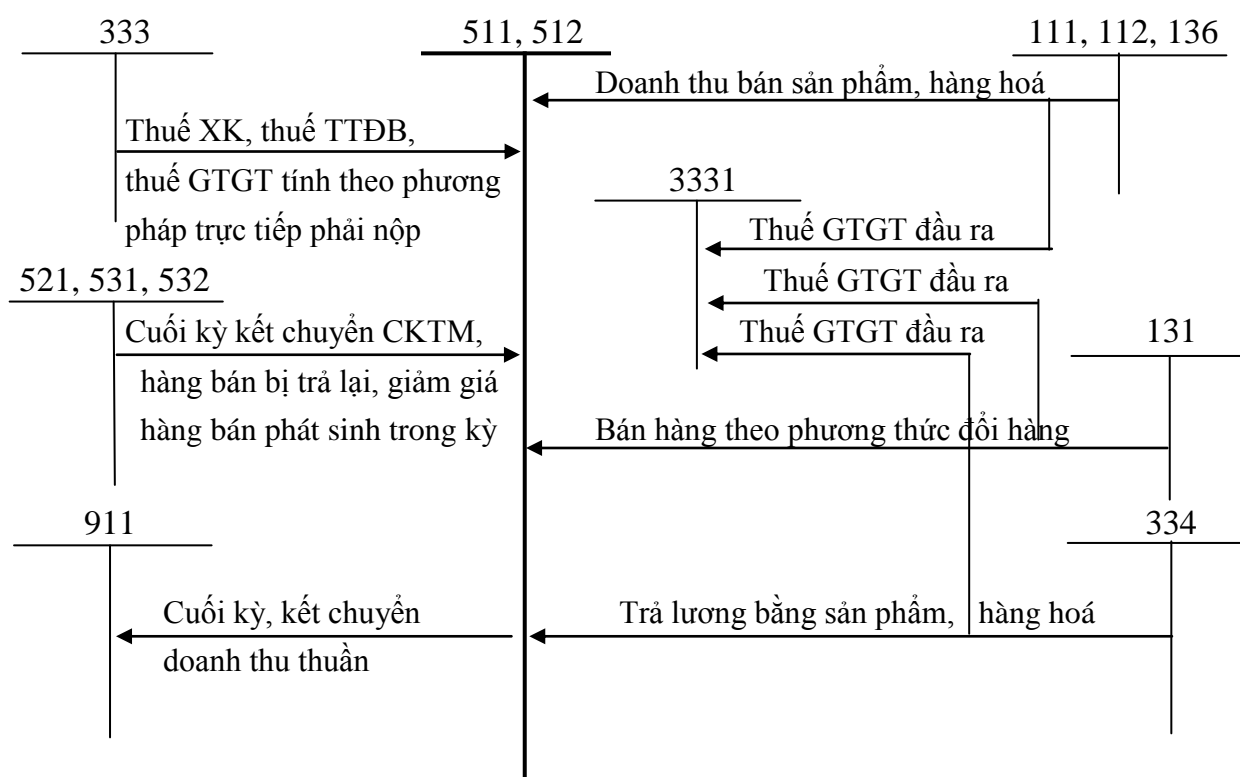 333
511, 512
111, 112, 136
Doanh thu bán sản phẩm, hàng hoá
Thuế XK, thuế TTĐB,
thuế GTGT tính theo phương
pháp trực tiếp phải nộp
3331
Thuế GTGT đầu ra
Thuế GTGT đầu ra
Thuế GTGT đầu ra
521, 531, 532
Cuối kỳ kết chuyển CKTM,
hàng bán bị trả lại, giảm giá
hàng bán phát sinh trong kỳ
131
Bán hàng theo phương thức đổi hàng
911
334
Cuối kỳ, kết chuyển
doanh thu thuần
Trả lương bằng sản phẩm, hàng hoá